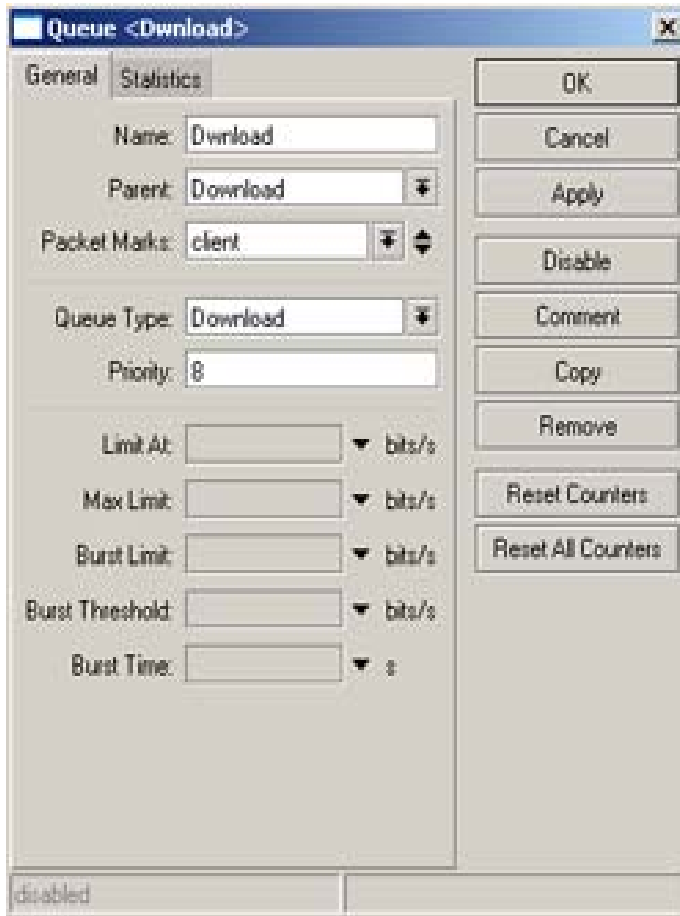 Queue <Dwnload>
General Statistics
Name: Dwnload
Parent: Download
Packet Marks: client
Queue Type: Download
Priority: 8
Limit At: bits/s
Max Limit: bits/s
Burst Limit: bits/s
Burst Threshold: bits/s
Burst Time: s
OK
Cancel
Apply
Disable
Comment
Copy
Remove
Reset Counters
Reset All Counters
disabled